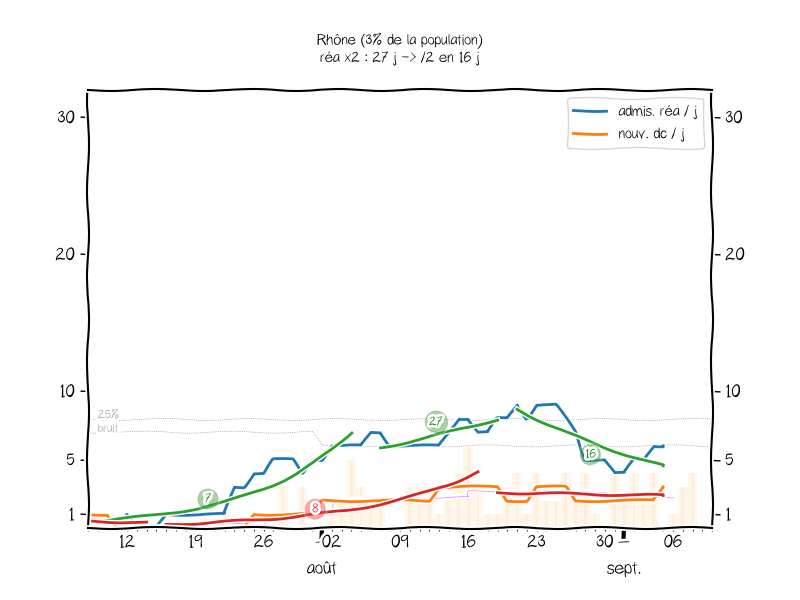 Rhône (3% de la population)
réa x2 : 27 j -> /2 en 16 j
admis. réa / j
nouv. dc / j
30
30
20
20
10
10
25%
bruit
27
16
5
5
7
8
1
1
12 19 26 02 09 16 23 30 06
août sept.